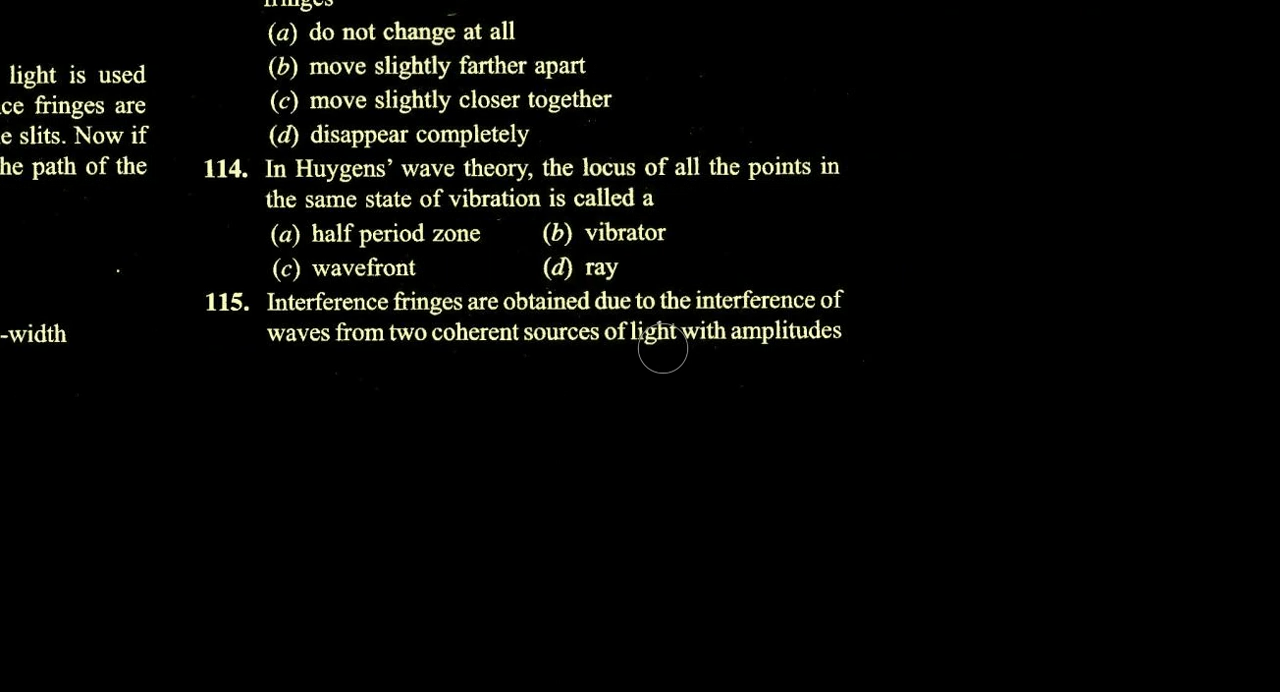 light is used
ce fringes are
e slits. Now if
he path of the
-width
fringes
(a) do not change at all
(b) move slightly farther apart
(c) move slightly closer together
(d) disappear completely
114. In Huygens’ wave theory, the locus of all the points in
the same state of vibration is called a
(a) half period zone (b) vibrator
(c) wavefront (d) ray
115. Interference fringes are obtained due to the interference of
waves from two coherent sources of light with amplitudes